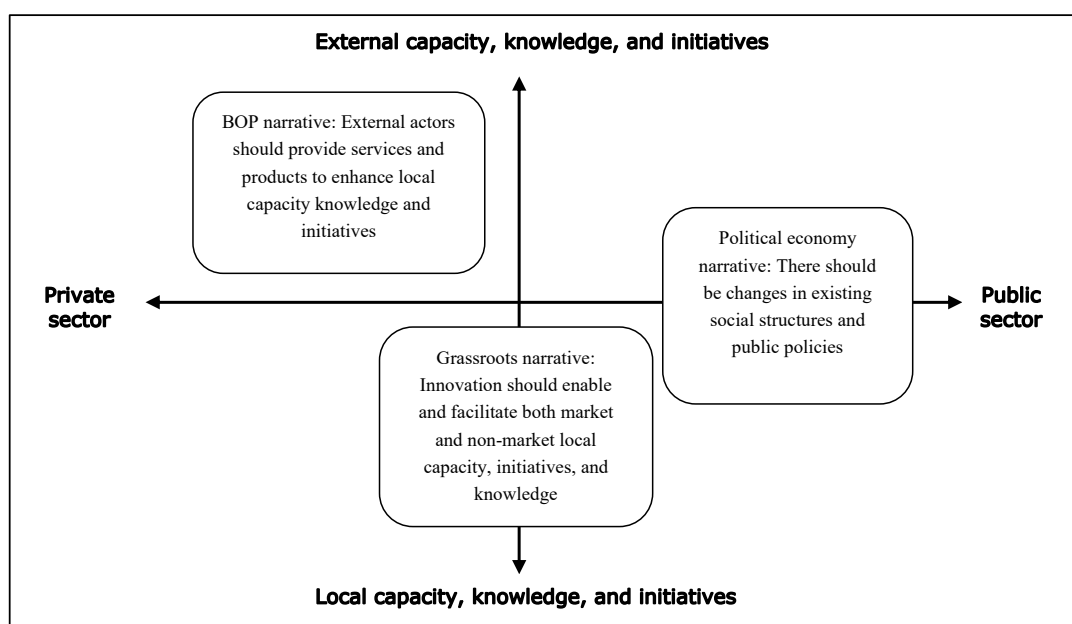 External capacity, knowledge, and initiatives
BOP narrative: External actors
should provide services and
products to enhance local
capacity knowledge and
initiatives
Political economy
narrative: There should
be changes in existing
social structures and
public policies
Private
sector
Public
sector
Grassroots narrative:
Innovation should enable
and facilitate both market
and non-market local
capacity, initiatives, and
knowledge
Local capacity, knowledge, and initiatives